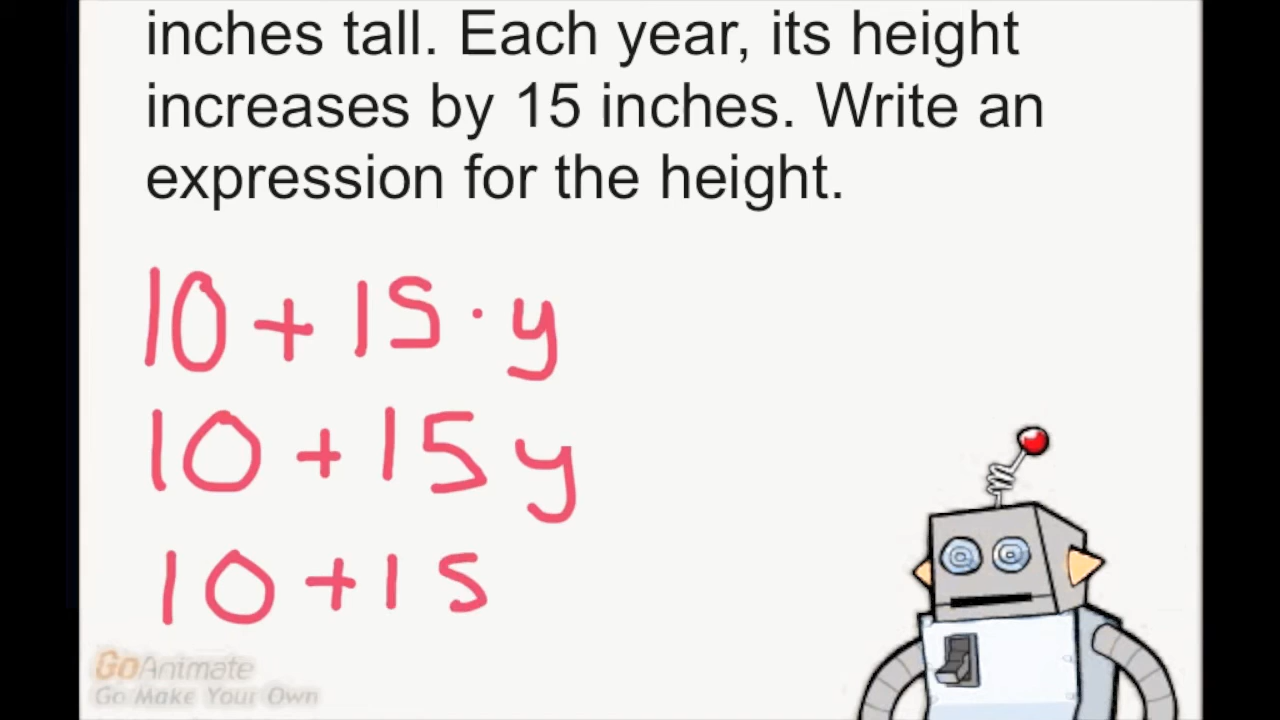 inches tall. Each year, its height
increases by 15 inches. Write an
expression for the height.
10 + 15 · y
10 + 15 y
10 + 15
GoAnimate
Go Make Your Own